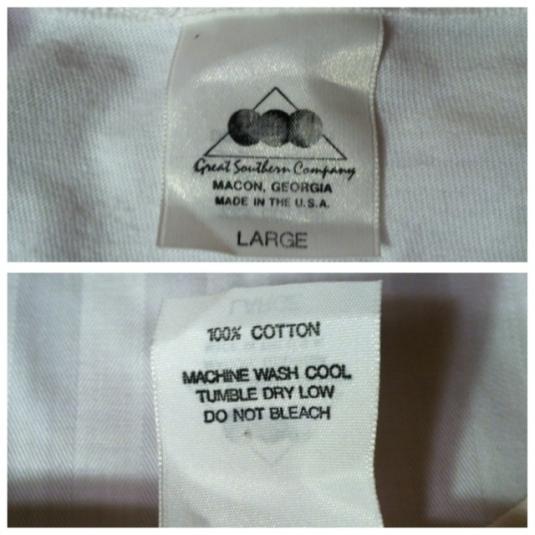 Great Southern Company
MACON, GEORGIA
MADE IN THE U.S.A.
LARGE
100% COTTON
MACHINE WASH COOL
TUMBLE DRY LOW
DO NOT BLEACH